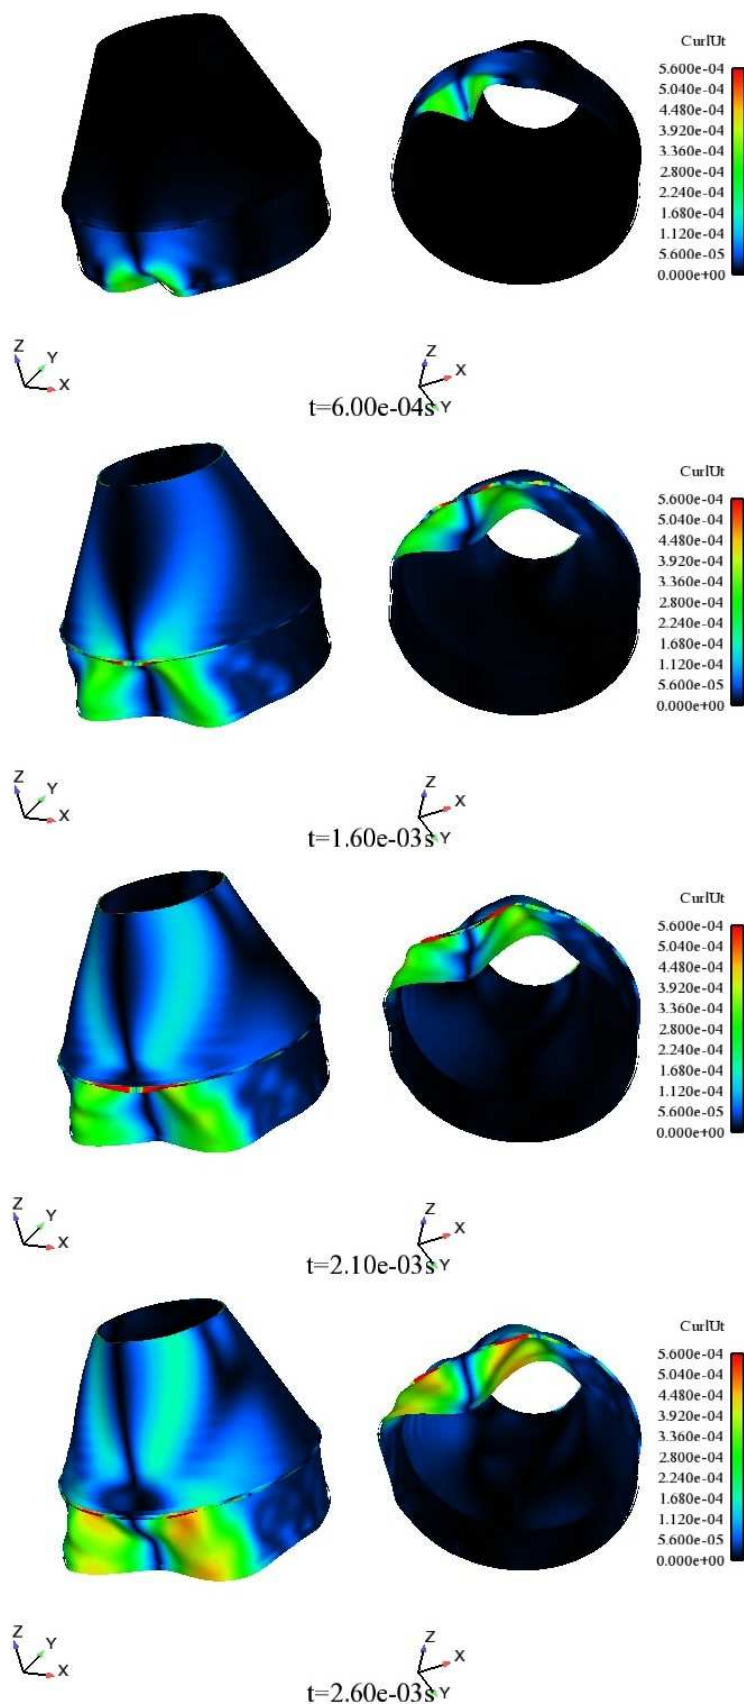 CurlUt
5.600e-04
5.040e-04
4.480e-04
3.920e-04
3.360e-04
2.800e-04
2.240e-04
1.680e-04
1.120e-04
5.600e-05
0.000e+00
Z Y X
Z X Y
t=6.00e-04s
CurlUt
5.600e-04
5.040e-04
4.480e-04
3.920e-04
3.360e-04
2.800e-04
2.240e-04
1.680e-04
1.120e-04
5.600e-05
0.000e+00
Z Y X
Z X Y
t=1.60e-03s
CurlUt
5.600e-04
5.040e-04
4.480e-04
3.920e-04
3.360e-04
2.800e-04
2.240e-04
1.680e-04
1.120e-04
5.600e-05
0.000e+00
Z Y X
Z X Y
t=2.10e-03s
CurlUt
5.600e-04
5.040e-04
4.480e-04
3.920e-04
3.360e-04
2.800e-04
2.240e-04
1.680e-04
1.120e-04
5.600e-05
0.000e+00
Z Y X
Z X Y
t=2.60e-03s